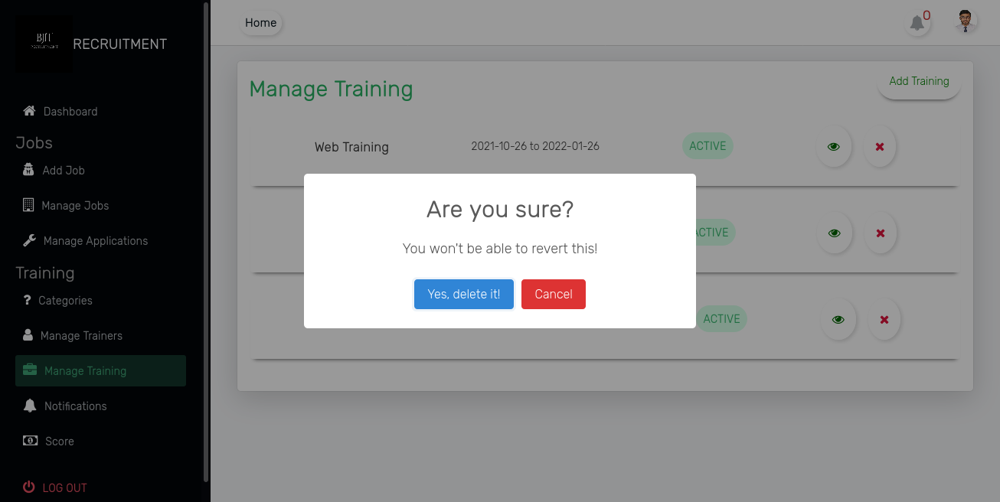 BJIT
RECRUITMENT
RECRUITMENT
Dashboard
Jobs
Add Job
Manage Jobs
Manage Applications
Training
Categories
Manage Trainers
Manage Training
Notifications
Score
LOG OUT
Home
0
Manage Training
Add Training
Web Training 2021-10-26 to 2022-01-26 ACTIVE
ACTIVE
ACTIVE
Are you sure?
You won't be able to revert this!
Yes, delete it! Cancel